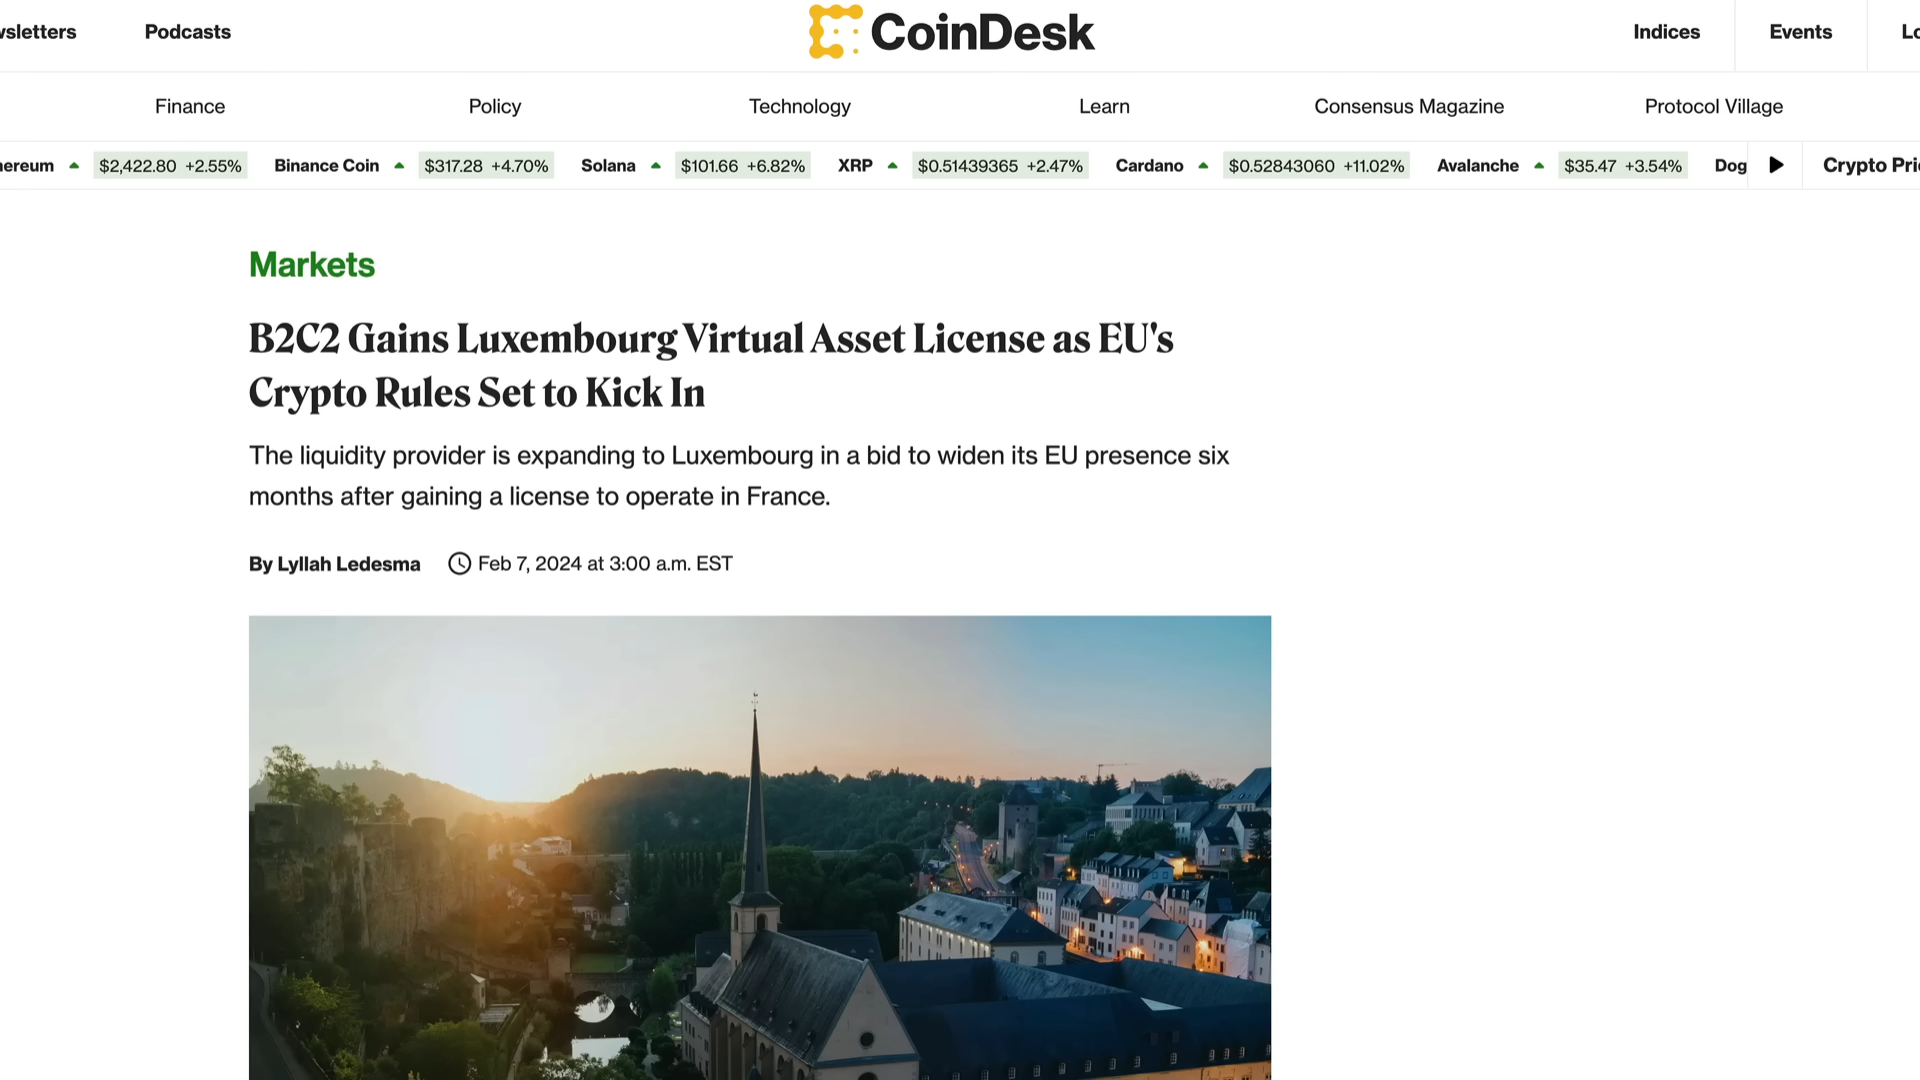 sletters
Podcasts
CoinDesk
Indices
Events
Finance
Policy
Technology
Learn
Consensus Magazine
Protocol Village
ereum $2,422.80 +2.55% Binance Coin $317.28 +4.70% Solana $101.66 +6.82% XRP $0.51439365 +2.47% Cardano $0.52843060 +11.02% Avalanche $35.47 +3.54% Dog
Crypto Pri
Markets
B2C2 Gains Luxembourg Virtual Asset License as EU's
Crypto Rules Set to Kick In
The liquidity provider is expanding to Luxembourg in a bid to widen its EU presence six
months after gaining a license to operate in France.
By Lyllah Ledesma Feb 7, 2024 at 3:00 a.m. EST